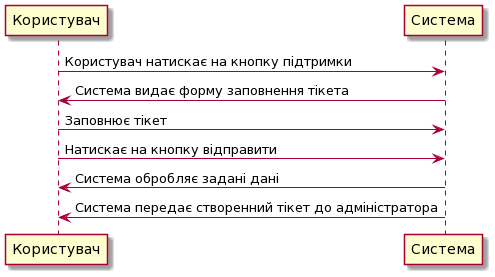 Користувач Система
Користувач натискає на кнопку підтримки
Система видає форму заповнення тікета
Заповнює тікет
Натискає на кнопку відправити
Система обробляє задані дані
Система передає створенний тікет до адміністратора
Користувач Система